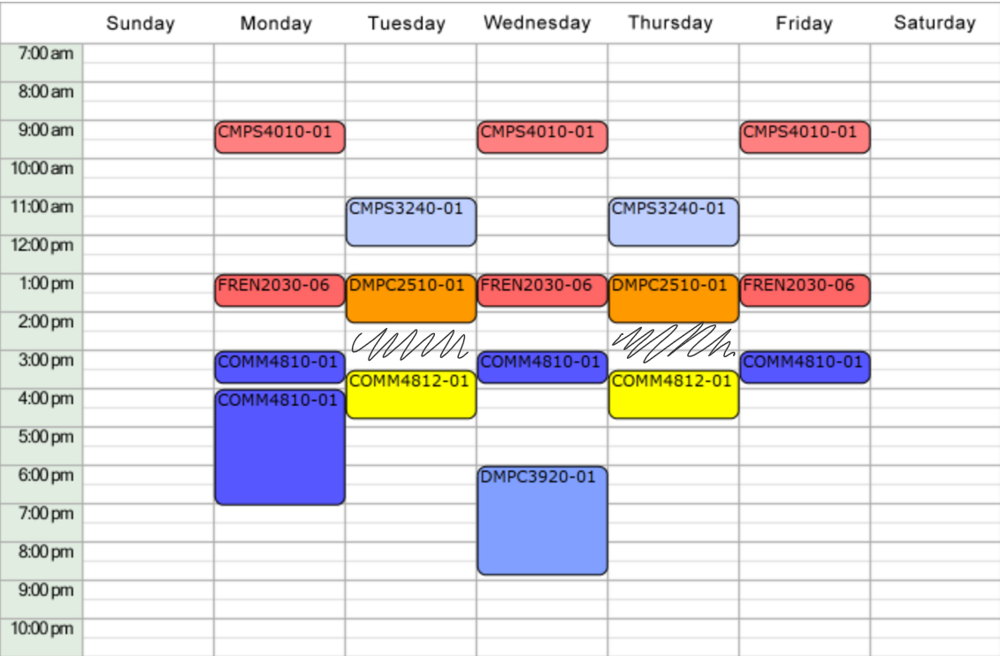 Sunday Monday Tuesday Wednesday Thursday Friday Saturday
7:00 am
8:00 am
9:00 am CMPS4010-01 CMPS4010-01 CMPS4010-01
10:00 am
11:00 am CMPS3240-01 CMPS3240-01
12:00 pm
1:00 pm FREN2030-06 DMPC2510-01 FREN2030-06 DMPC2510-01 FREN2030-06
2:00 pm
3:00 pm COMM4810-01 COMM4810-01 COMM4810-01
COMM4812-01 COMM4812-01
4:00 pm COMM4810-01
5:00 pm
6:00 pm DMPC3920-01
7:00 pm
8:00 pm
9:00 pm
10:00 pm